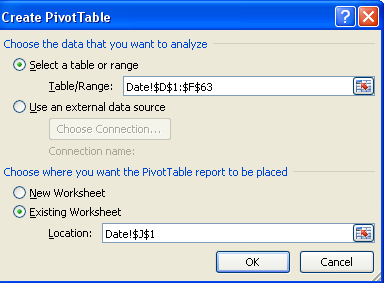 Create PivotTable
Choose the data that you want to analyze
Select a table or range
Table/Range: Date!$D$1:$F$63
Use an external data source
Choose Connection...
Connection name:
Choose where you want the PivotTable report to be placed
New Worksheet
Existing Worksheet
Location: Date!$J$1
OK Cancel